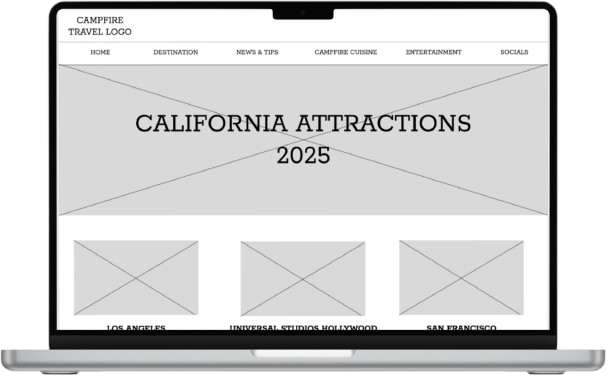 CAMPFIRE
TRAVEL LOGO
HOME DESTINATION NEWS & TIPS CAMPFIRE CUISINE ENTERTAINMENT SOCIALS
CALIFORNIA ATTRACTIONS
2025
LOS ANGELES UNIVERSAL STUDIOS HOLLYWOOD SAN FRANCISCO